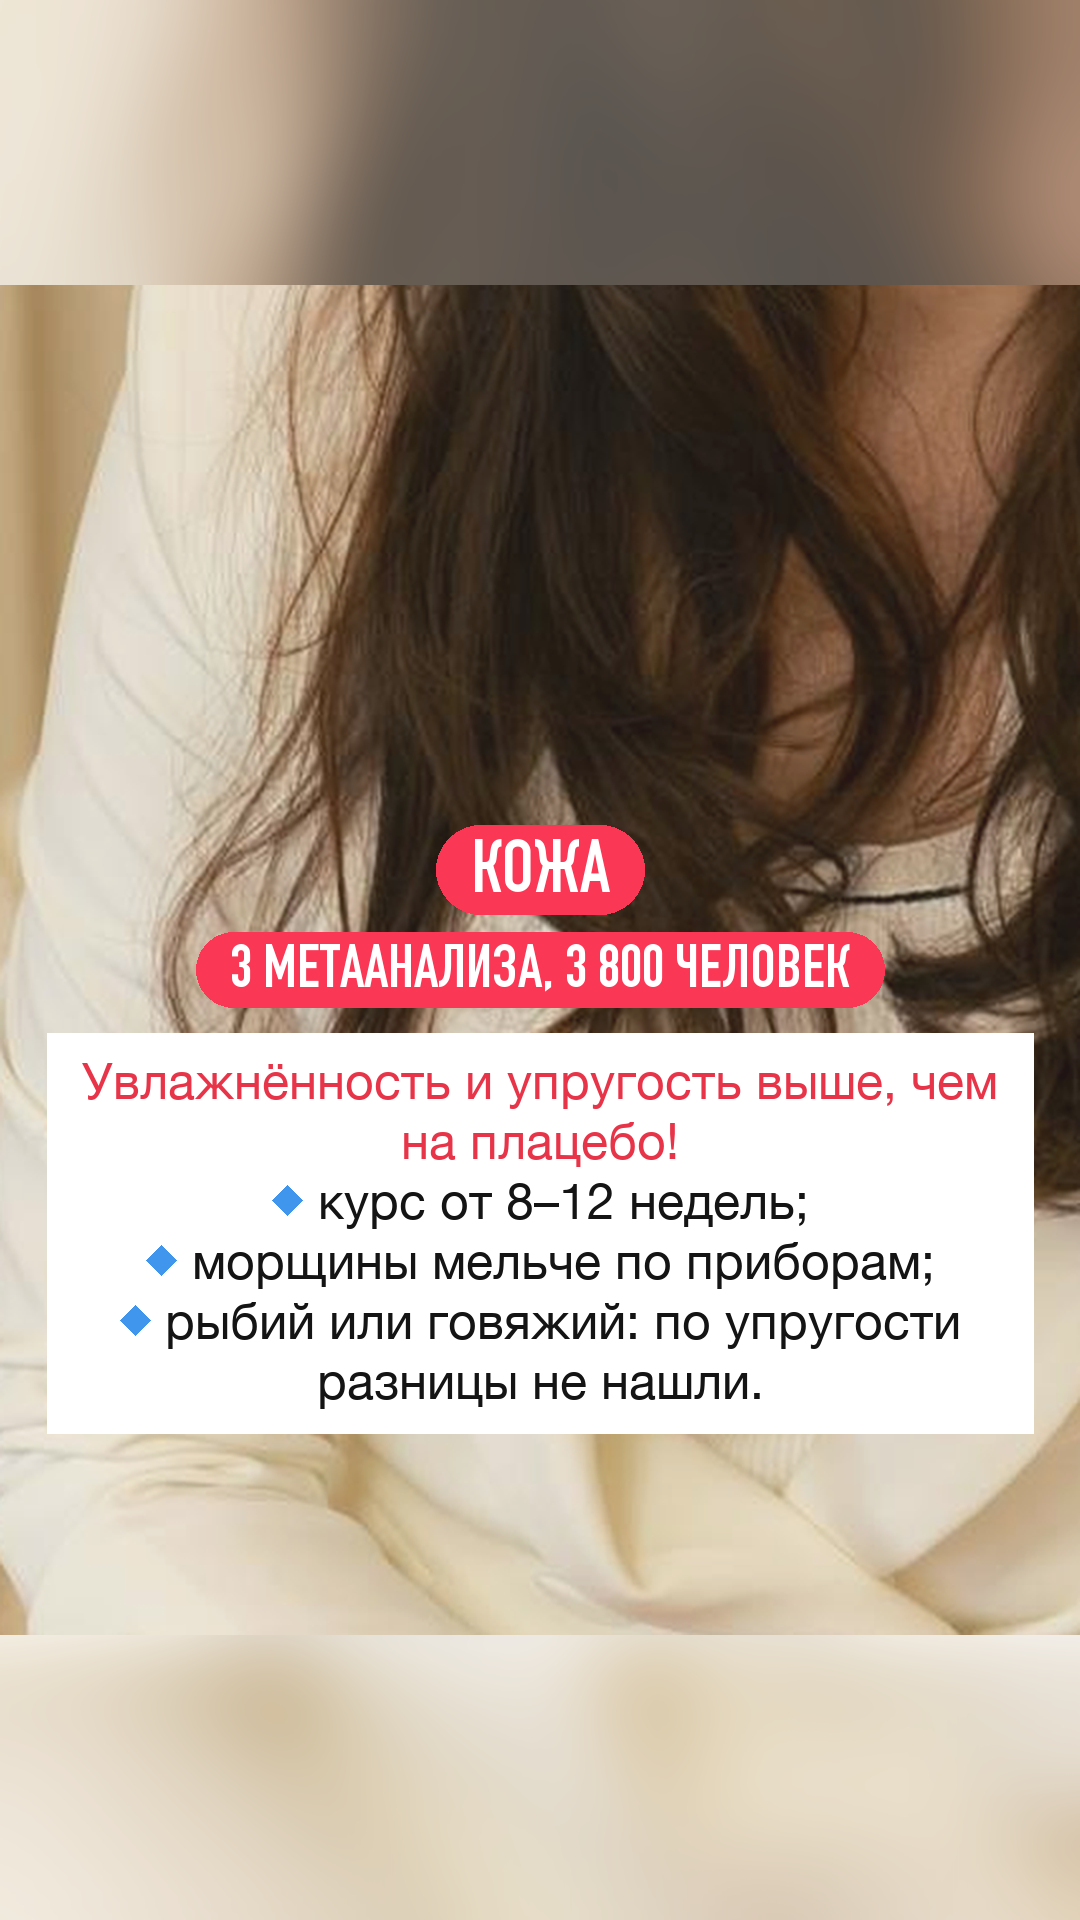 КОЖА
3 МЕТААНАЛИЗА, 3 800 ЧЕЛОВЕК
Увлажнённость и упругость выше, чем
на плацебо!
🔷 курс от 8–12 недель;
🔷 морщины мельче по приборам;
🔷 рыбий или говяжий: по упругости
разницы не нашли.